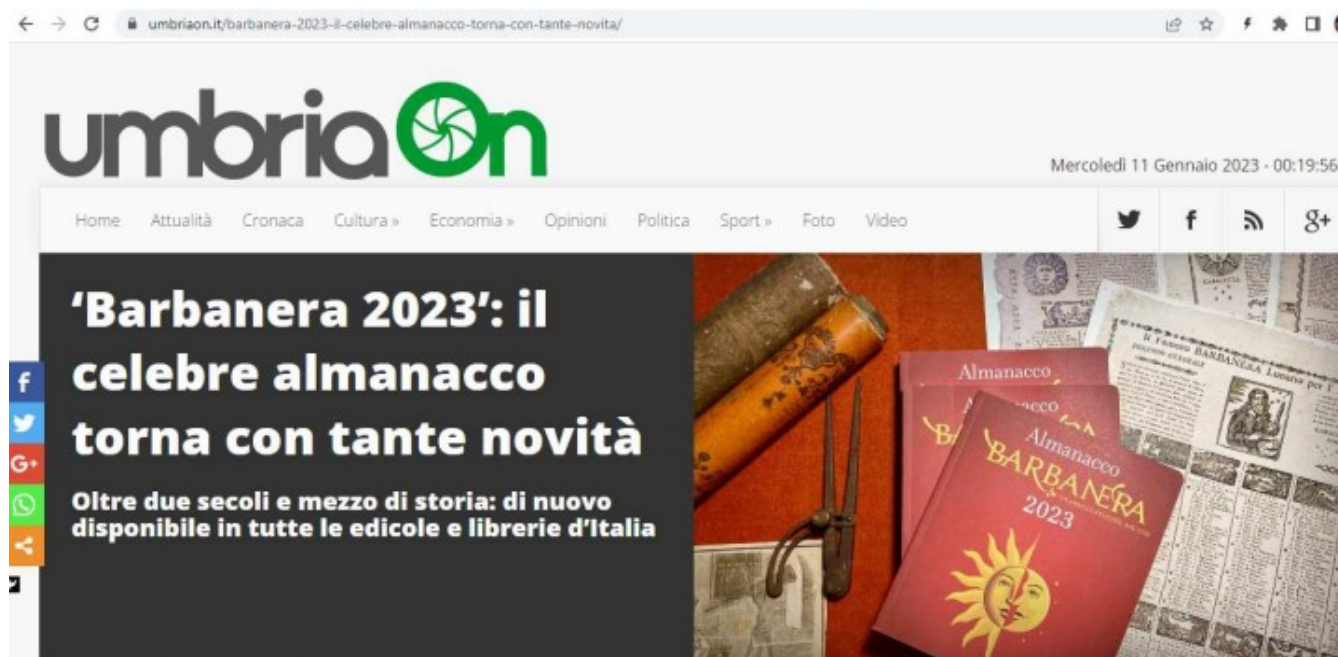 umbriaon.it/barbanera-2023-il-celebre-almanacco-torna-con-tante-novita/
umbriaOn
Mercoledì 11 Gennaio 2023 - 00:19:56
Home Attualità Cronaca Cultura » Economia » Opinioni Politica Sport » Foto Video
f
g+
‘Barbanera 2023’: il
celebre almanacco
torna con tante novità
Oltre due secoli e mezzo di storia: di nuovo
disponibile in tutte le edicole e librerie d’Italia
f
G+
Almanacco
Almanacco
BARBANERA
2023
Il Famoso BARBANERA Lunario per l